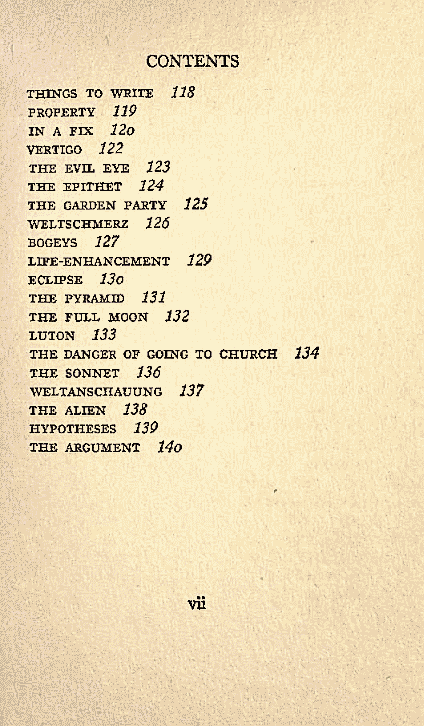 CONTENTS
THINGS TO WRITE 118
PROPERTY 119
IN A FIX 120
VERTIGO 122
THE EVIL EYE 123
THE EPITHET 124
THE GARDEN PARTY 125
WELTSCHMERZ 126
BOGEYS 127
LIFE-ENHANCEMENT 129
ECLIPSE 130
THE PYRAMID 131
THE FULL MOON 132
LUTON 133
THE DANGER OF GOING TO CHURCH 134
THE SONNET 136
WELTANSCHAUUNG 137
THE ALIEN 138
HYPOTHESES 139
THE ARGUMENT 140
vii